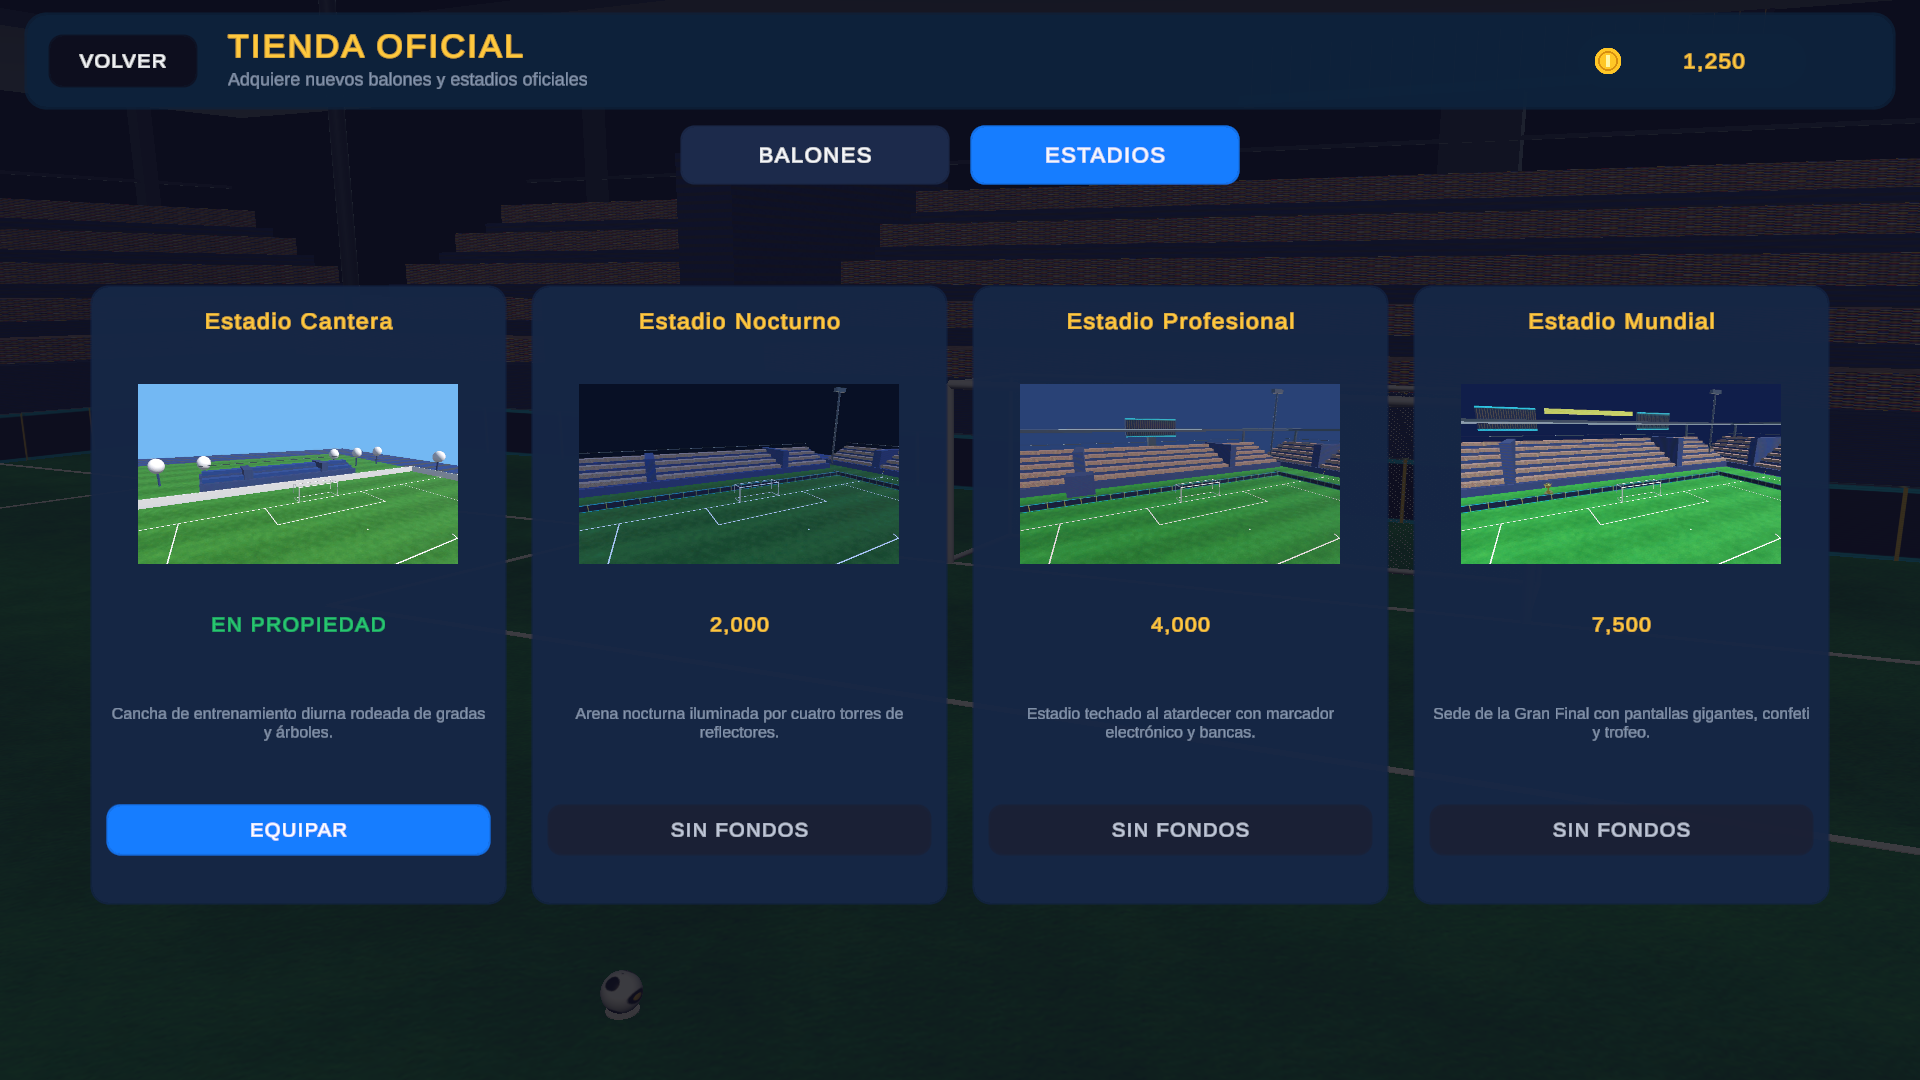 VOLVER
TIENDA OFICIAL
Adquiere nuevos balones y estadios oficiales
1,250
BALONES
ESTADIOS
Estadio Cantera
EN PROPIEDAD
Cancha de entrenamiento diurna rodeada de gradas
y árboles.
EQUIPAR
Estadio Nocturno
2,000
Arena nocturna iluminada por cuatro torres de
reflectores.
SIN FONDOS
Estadio Profesional
4,000
Estadio techado al atardecer con marcador
electrónico y bancas.
SIN FONDOS
Estadio Mundial
7,500
Sede de la Gran Final con pantallas gigantes, confeti
y trofeo.
SIN FONDOS